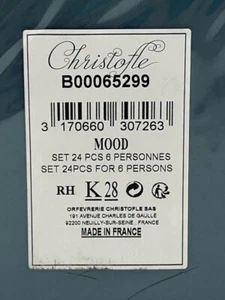 Christofle
B00065299
3 170660 307263
MOOD
SET 24 PCS 6 PERSONNES
SET 24PCS FOR 6 PERSONS
RH K 28
ORFEVRERIE CHRISTOFLE SAS
191 AVENUE CHARLES DE GAULLE
92200 NEUILLY-SUR-SEINE, FRANCE
MADE IN FRANCE